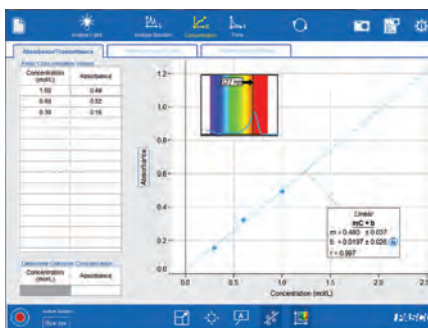 Analyze Light
Analyze Solution
Concentration
Time
Absorbance/Transmittance
Enter Concentration Values
Concentration (mol/L)
Absorbance
1.00
0.49
0.60
0.32
0.30
0.16
Determine Unknown Concentration
Concentration (mol/L)
Absorbance
Absorbance
1.2
1.0
0.8
0.6
0.4
0.2
0.0
0.0
0.5
1.0
1.5
2.0
2.5
Concentration (mol/L)
Linear
mC + b
m = 0.480 ± 0.037
b = 0.0197 ± 0.026
r = 0.997